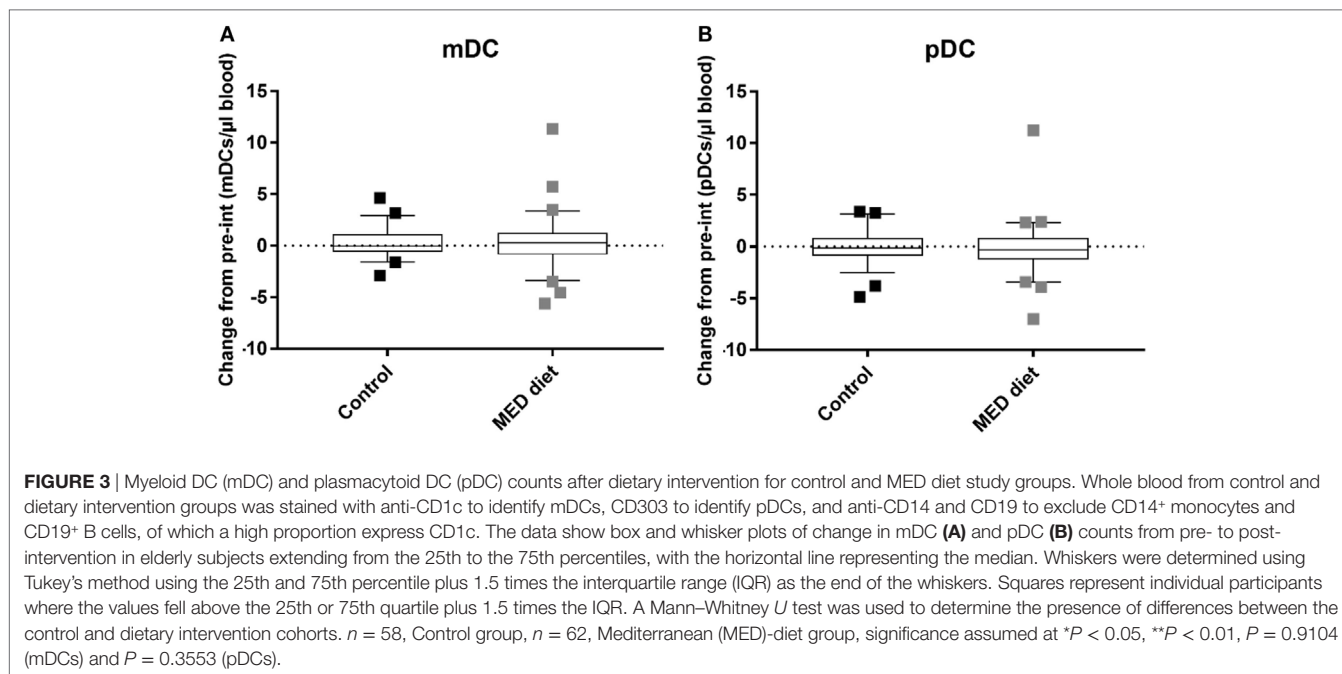 A
mDC
Change from pre-int (mDCs/µl blood)
15
10
5
0
-5
-10
Control
MED diet
B
pDC
Change from pre-int (pDCs/µl blood)
15
10
5
0
-5
-10
Control
MED diet
FIGURE 3 | Myeloid DC (mDC) and plasmacytoid DC (pDC) counts after dietary intervention for control and MED diet study groups. Whole blood from control and
dietary intervention groups was stained with anti-CD1c to identify mDCs, CD303 to identify pDCs, and anti-CD14 and CD19 to exclude CD14⁺ monocytes and
CD19⁺ B cells, of which a high proportion express CD1c. The data show box and whisker plots of change in mDC (A) and pDC (B) counts from pre- to post-
intervention in elderly subjects extending from the 25th to the 75th percentiles, with the horizontal line representing the median. Whiskers were determined using
Tukey's method using the 25th and 75th percentile plus 1.5 times the interquartile range (IQR) as the end of the whiskers. Squares represent individual participants
where the values fell above the 25th or 75th quartile plus 1.5 times the IQR. A Mann–Whitney U test was used to determine the presence of differences between the
control and dietary intervention cohorts. n = 58, Control group, n = 62, Mediterranean (MED)-diet group, significance assumed at *P < 0.05, **P < 0.01, P = 0.9104
(mDCs) and P = 0.3553 (pDCs).